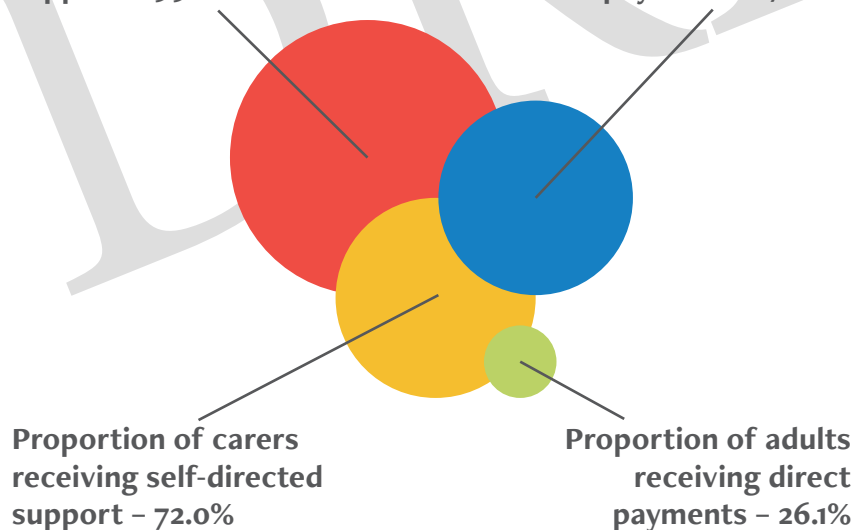 Proportion of carers
receiving self-directed
support – 72.0%
Proportion of adults
receiving direct
payments – 26.1%